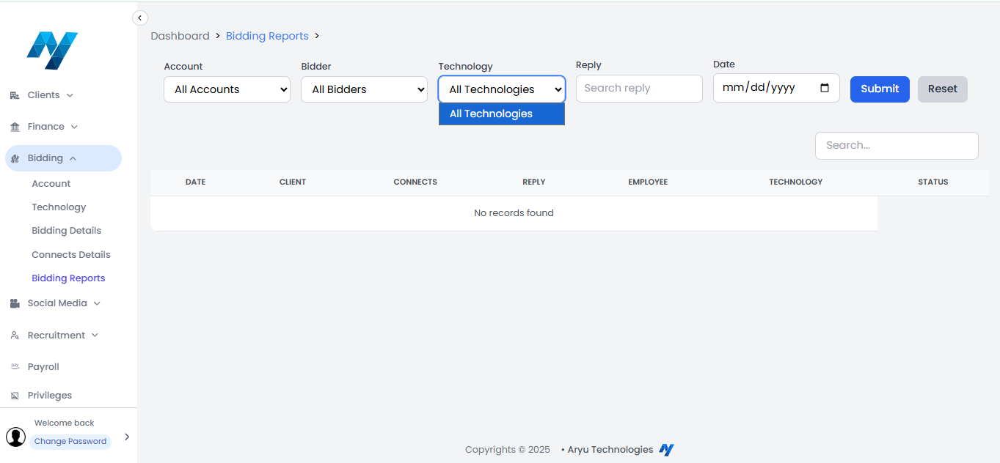 Dashboard > Bidding Reports >
Account
Bidder
Technology
Reply
Date
All Accounts
All Bidders
All Technologies
Search reply
mm/dd/yyyy
Submit
Reset
All Technologies
Search...
DATE CLIENT CONNECTS REPLY EMPLOYEE TECHNOLOGY STATUS
No records found
Clients
Finance
Bidding
Account
Technology
Bidding Details
Connects Details
Bidding Reports
Social Media
Recruitment
Payroll
Privileges
Welcome back
Change Password
Copyrights © 2025 • Aryu Technologies